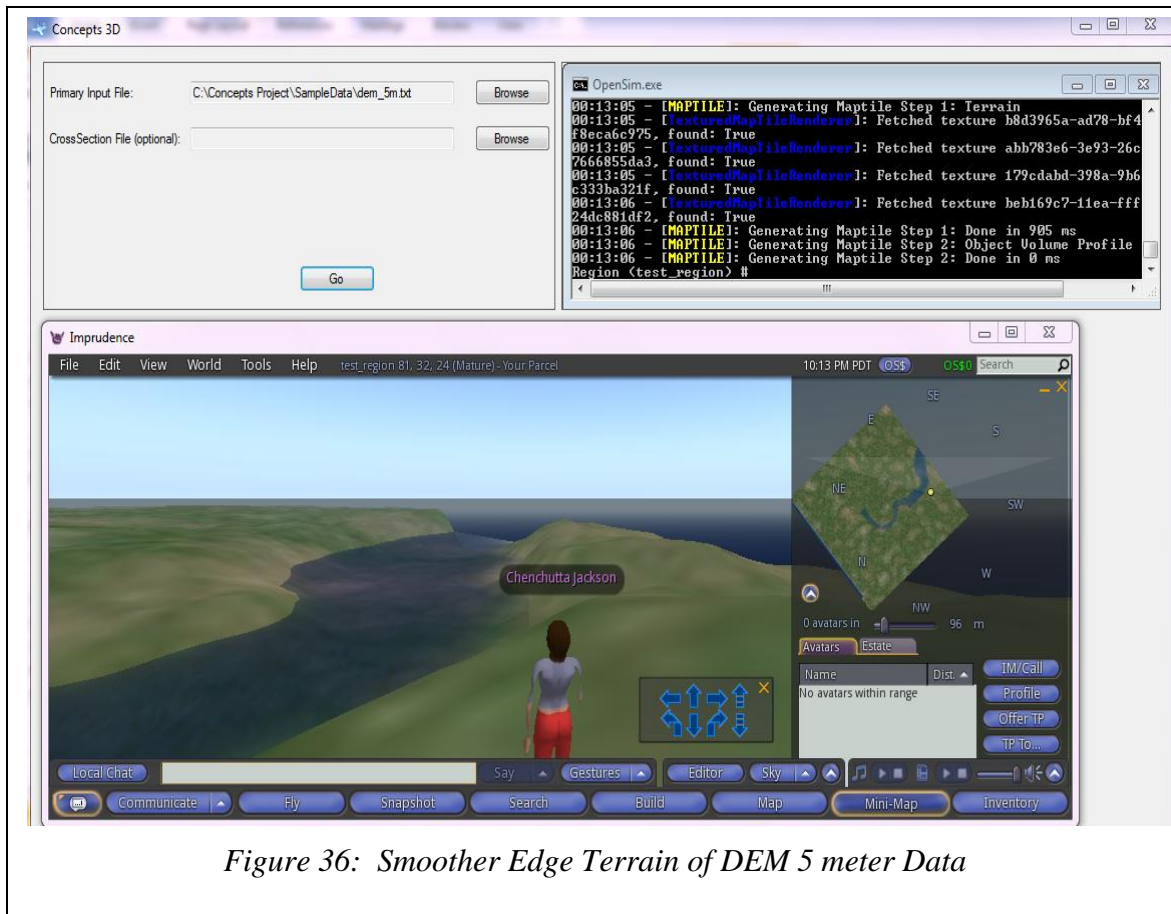 Concepts 3D
Primary Input File: C:\Concepts Project\SampleData\dem_5m.txt Browse
CrossSection File (optional): Browse
Go
OpenSim.exe
00:13:05 - [MAPTILE]: Generating Maptile Step 1: Terrain
00:13:05 - [TexturedMapTileRenderer]: Fetched texture b8d3965a-ad78-bf4
f8eca6c975, found: True
00:13:05 - [TexturedMapTileRenderer]: Fetched texture abb783e6-3e93-26c
7666855da3, found: True
00:13:05 - [TexturedMapTileRenderer]: Fetched texture 179cdabd-398a-9b6
c333ba321f, found: True
00:13:06 - [TexturedMapTileRenderer]: Fetched texture beb169c7-11ea-fff
24dc881df2, found: True
00:13:06 - [MAPTILE]: Generating Maptile Step 1: Done in 905 ms
00:13:06 - [MAPTILE]: Generating Maptile Step 2: Object Volume Profile
00:13:06 - [MAPTILE]: Generating Maptile Step 2: Done in 0 ms
Region (test_region) #
Imprudence
File Edit View World Tools Help test_region 81, 32, 24 (Mature) - Your Parcel 10:13 PM PDT OS$ OS$0 Search
SE
E
S
NE
SW
N
W
NW
Chenchutta Jackson
0 avatars in 96 m
Avatars Estate
Name Dist.
No avatars within range
IM/Call
Profile
Offer TP
TP To...
Local Chat Say Gestures Editor Sky
Communicate Fly Snapshot Search Build Map Mini-Map Inventory
Figure 36: Smoother Edge Terrain of DEM 5 meter Data